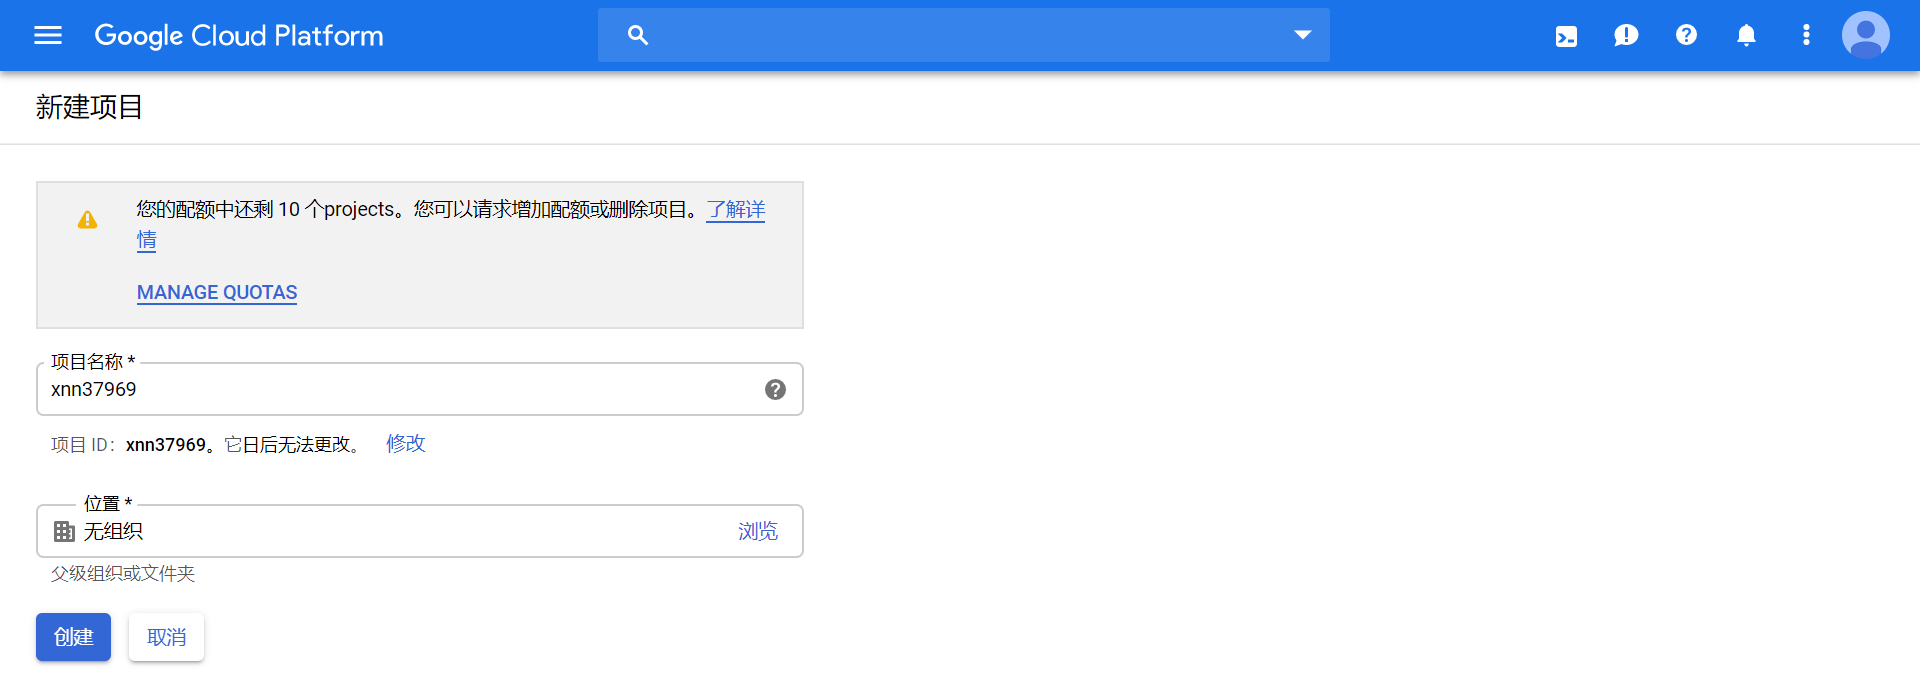 Google Cloud Platform
新建项目
您的配额中还剩 10 个projects。您可以请求增加配额或删除项目。了解详
情
MANAGE QUOTAS
项目名称 *
xnn37969
项目 ID：xnn37969。它日后无法更改。 修改
位置 *
无组织 浏览
父级组织或文件夹
创建 取消